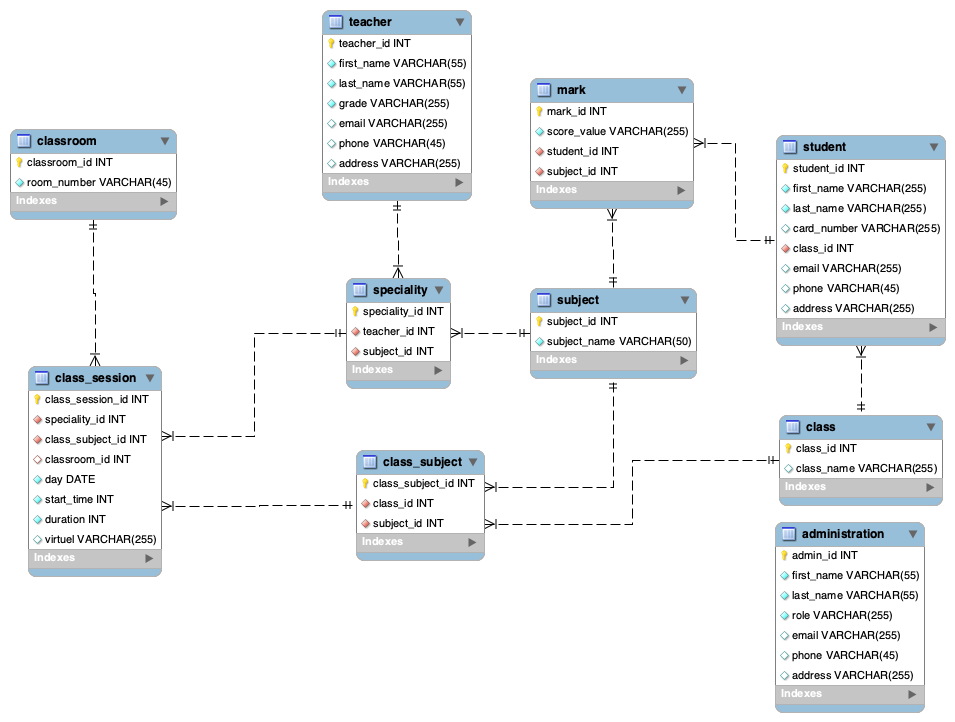 teacher
teacher_id INT
first_name VARCHAR(55)
last_name VARCHAR(55)
grade VARCHAR(255)
email VARCHAR(255)
phone VARCHAR(45)
address VARCHAR(255)
Indexes
mark
mark_id INT
score_value VARCHAR(255)
student_id INT
subject_id INT
Indexes
classroom
classroom_id INT
room_number VARCHAR(45)
Indexes
student
student_id INT
first_name VARCHAR(255)
last_name VARCHAR(255)
card_number VARCHAR(255)
class_id INT
email VARCHAR(255)
phone VARCHAR(45)
address VARCHAR(255)
Indexes
speciality
speciality_id INT
teacher_id INT
subject_id INT
Indexes
subject
subject_id INT
subject_name VARCHAR(50)
Indexes
class_session
class_session_id INT
speciality_id INT
class_subject_id INT
classroom_id INT
day DATE
start_time INT
duration INT
virtuel VARCHAR(255)
Indexes
class_subject
class_subject_id INT
class_id INT
subject_id INT
Indexes
class
class_id INT
class_name VARCHAR(255)
Indexes
administration
admin_id INT
first_name VARCHAR(55)
last_name VARCHAR(55)
role VARCHAR(255)
email VARCHAR(255)
phone VARCHAR(45)
address VARCHAR(255)
Indexes